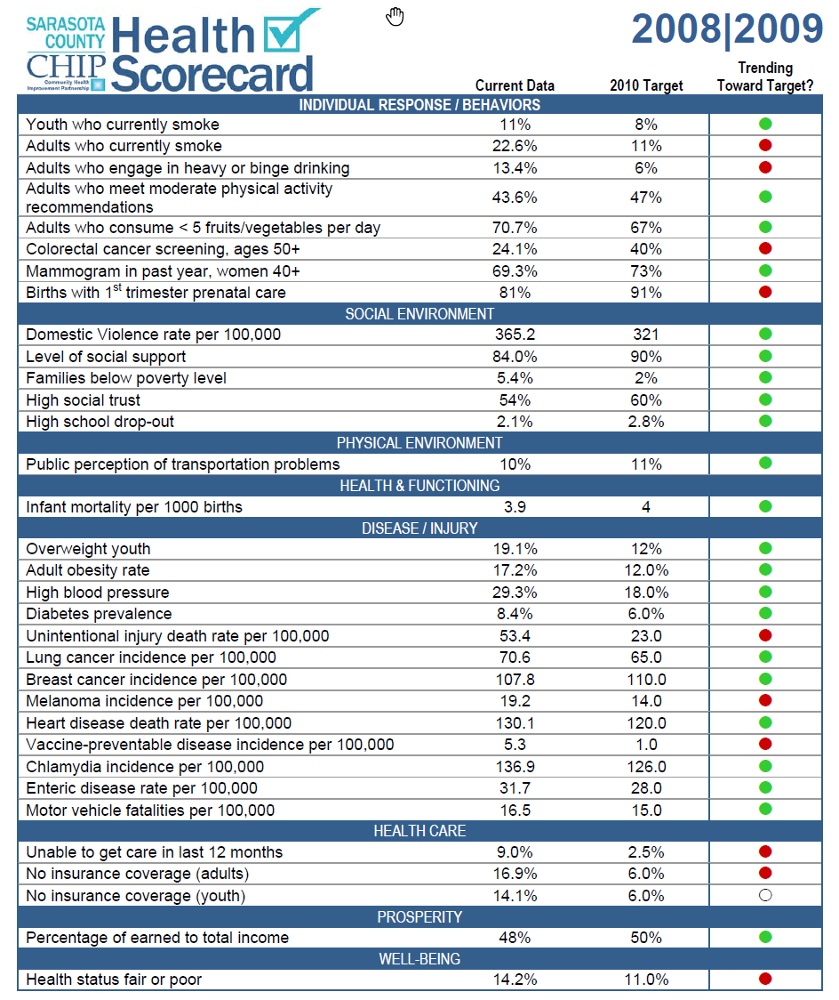 SARASOTA
COUNTY
CHIP
Community Health
Improvement Partnership
Health
Scorecard
2008|2009
Current Data 2010 Target Trending Toward Target?
INDIVIDUAL RESPONSE / BEHAVIORS
Youth who currently smoke 11% 8%
Adults who currently smoke 22.6% 11%
Adults who engage in heavy or binge drinking 13.4% 6%
Adults who meet moderate physical activity
recommendations 43.6% 47%
Adults who consume < 5 fruits/vegetables per day 70.7% 67%
Colorectal cancer screening, ages 50+ 24.1% 40%
Mammogram in past year, women 40+ 69.3% 73%
Births with 1st trimester prenatal care 81% 91%
SOCIAL ENVIRONMENT
Domestic Violence rate per 100,000 365.2 321
Level of social support 84.0% 90%
Families below poverty level 5.4% 2%
High social trust 54% 60%
High school drop-out 2.1% 2.8%
PHYSICAL ENVIRONMENT
Public perception of transportation problems 10% 11%
HEALTH & FUNCTIONING
Infant mortality per 1000 births 3.9 4
DISEASE / INJURY
Overweight youth 19.1% 12%
Adult obesity rate 17.2% 12.0%
High blood pressure 29.3% 18.0%
Diabetes prevalence 8.4% 6.0%
Unintentional injury death rate per 100,000 53.4 23.0
Lung cancer incidence per 100,000 70.6 65.0
Breast cancer incidence per 100,000 107.8 110.0
Melanoma incidence per 100,000 19.2 14.0
Heart disease death rate per 100,000 130.1 120.0
Vaccine-preventable disease incidence per 100,000 5.3 1.0
Chlamydia incidence per 100,000 136.9 126.0
Enteric disease rate per 100,000 31.7 28.0
Motor vehicle fatalities per 100,000 16.5 15.0
HEALTH CARE
Unable to get care in last 12 months 9.0% 2.5%
No insurance coverage (adults) 16.9% 6.0%
No insurance coverage (youth) 14.1% 6.0%
PROSPERITY
Percentage of earned to total income 48% 50%
WELL-BEING
Health status fair or poor 14.2% 11.0%